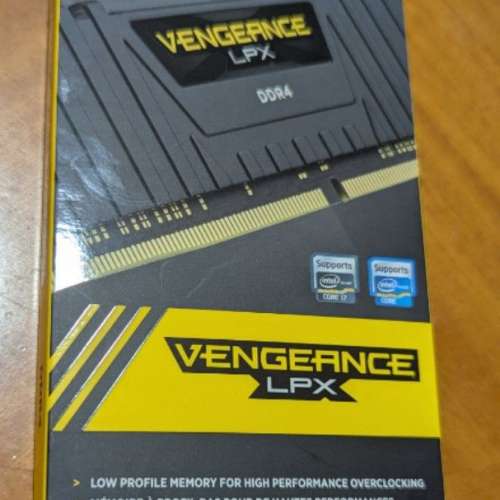 VENGEANCE
LPX
DDR4
Supports
intel
CORE i7
Supports
intel
CORE
VENGEANCE
LPX
> LOW PROFILE MEMORY FOR HIGH PERFORMANCE OVERCLOCKING